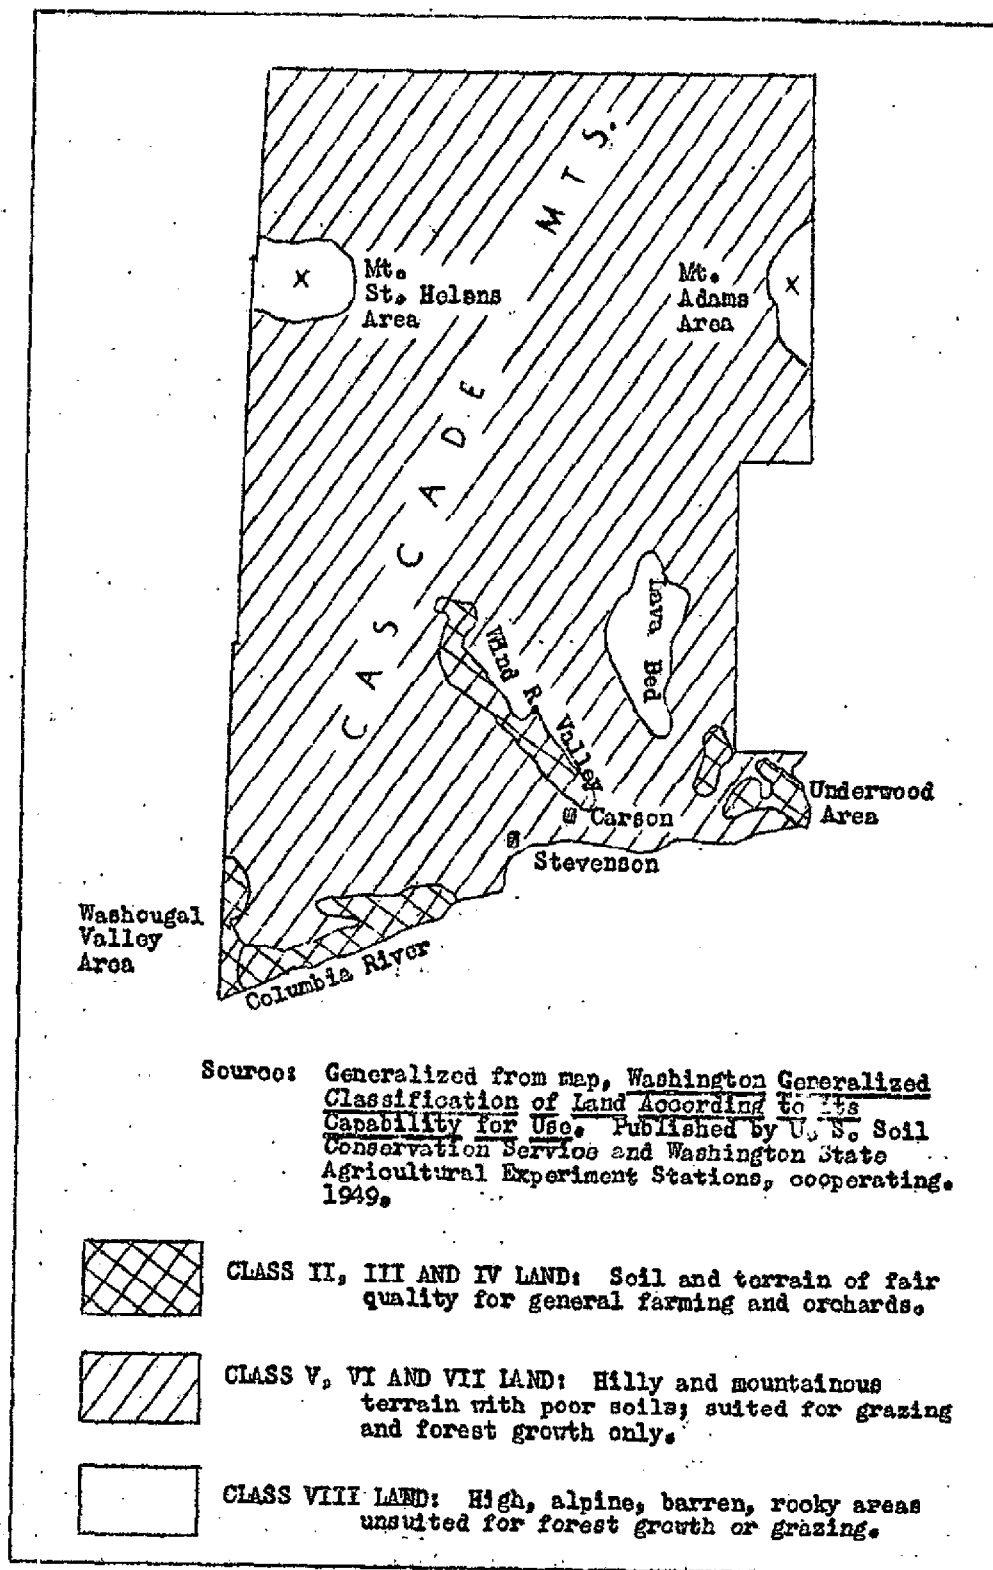 CASCADE MTS.
Mt.
St. Helens
Area
Mt.
Adams
Area
Wind R. Valley
Lava Bed
Underwood
Area
Carson
Stevenson
Washougal
Valley
Area
Columbia River
Source: Generalized from map, Washington Gereralized
Classification of Land According to Its
Capability for Use. Published by U. S. Soil
Conservation Service and Washington State
Agricultural Experiment Stations, cooperating.
1949.
CLASS II, III AND IV LAND: Soil and terrain of fair
quality for general farming and orchards.
CLASS V, VI AND VII LAND: Hilly and mountainous
terrain with poor soils; suited for grazing
and forest growth only.
CLASS VIII LAND: High, alpine, barren, rocky areas
unsuited for forest growth or grazing.